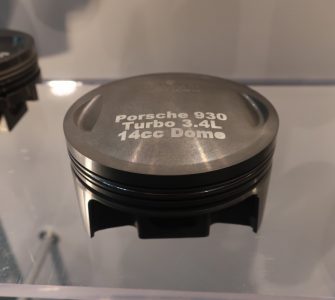 Porsche 930
Turbo 3.4L
14cc Dome